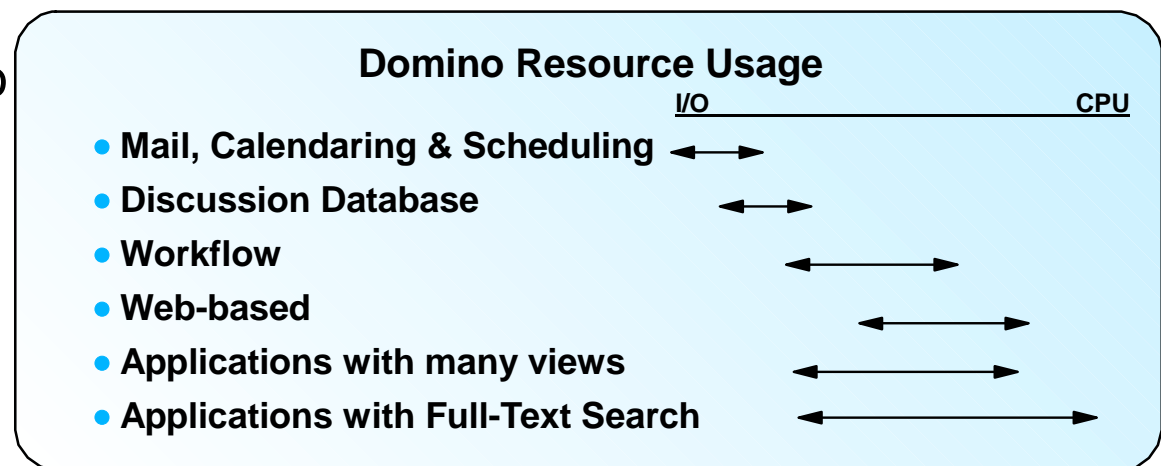 Domino Resource Usage
I/O CPU
Mail, Calendaring & Scheduling
Discussion Database
Workflow
Web-based
Applications with many views
Applications with Full-Text Search